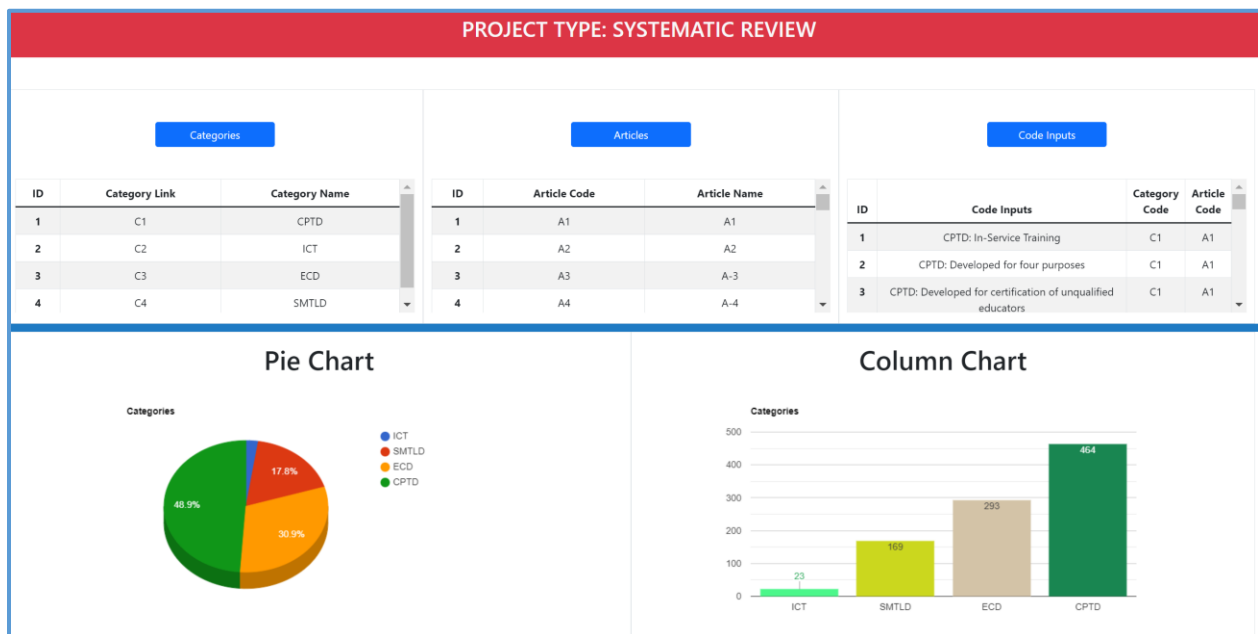 PROJECT TYPE: SYSTEMATIC REVIEW
Categories
ID Category Link Category Name
1 C1 CPTD
2 C2 ICT
3 C3 ECD
4 C4 SMTLD
Articles
ID Article Code Article Name
1 A1 A1
2 A2 A2
3 A3 A-3
4 A4 A-4
Code Inputs
ID Code Inputs Category Code Article Code
1 CPTD: In-Service Training C1 A1
2 CPTD: Developed for four purposes C1 A1
3 CPTD: Developed for certification of unqualified C1 A1
educators
Pie Chart
Categories
ICT
SMTLD
ECD
CPTD
17.8%
48.9%
30.9%
Column Chart
Categories
500
400
300
200
100
0
23
169
293
464
ICT SMTLD ECD CPTD